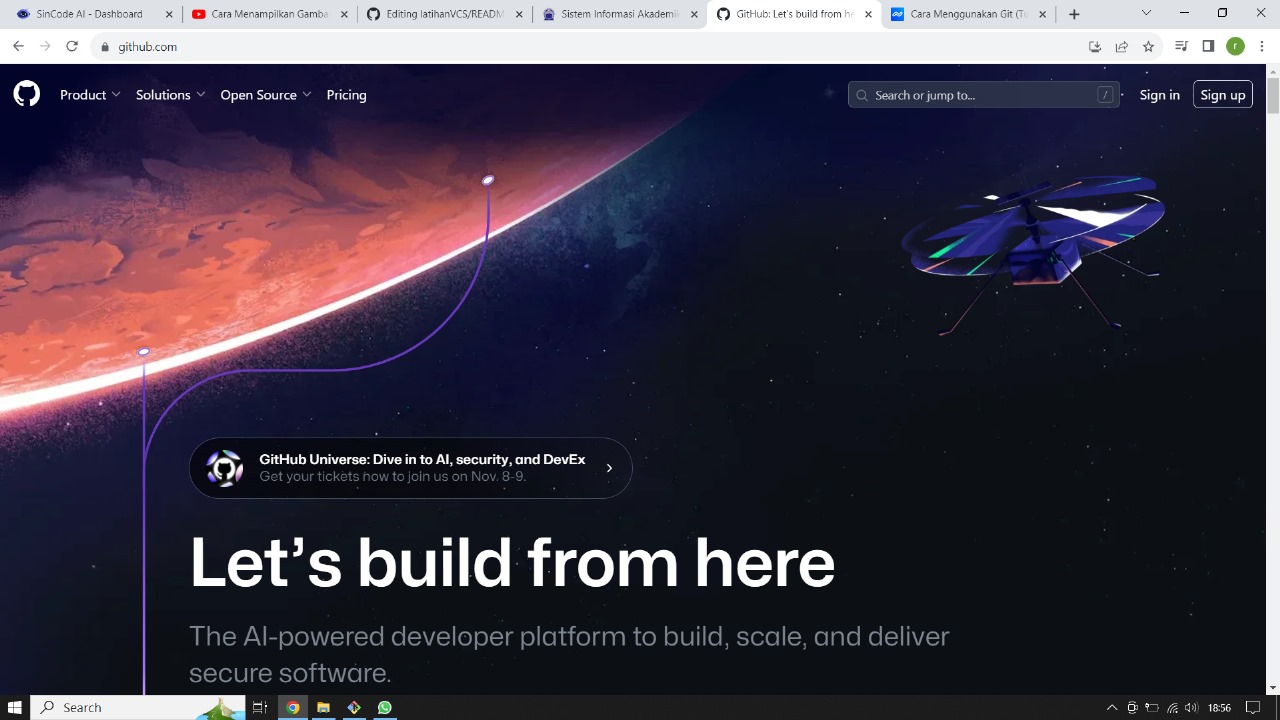 SinCode AI - Dashboard
Cara Menampilkan Gamba
Editing latihanVCS/READM
Sistem Informasi Akademik
GitHub: Let's build from he
Cara Menggunakan Git (Tu
github.com
r
Product
Solutions
Open Source
Pricing
Search or jump to...
/
Sign in
Sign up
GitHub Universe: Dive in to AI, security, and DevEx
Get your tickets now to join us on Nov. 8-9.
Let's build from here
The AI-powered developer platform to build, scale, and deliver
secure software.
Search
18:56